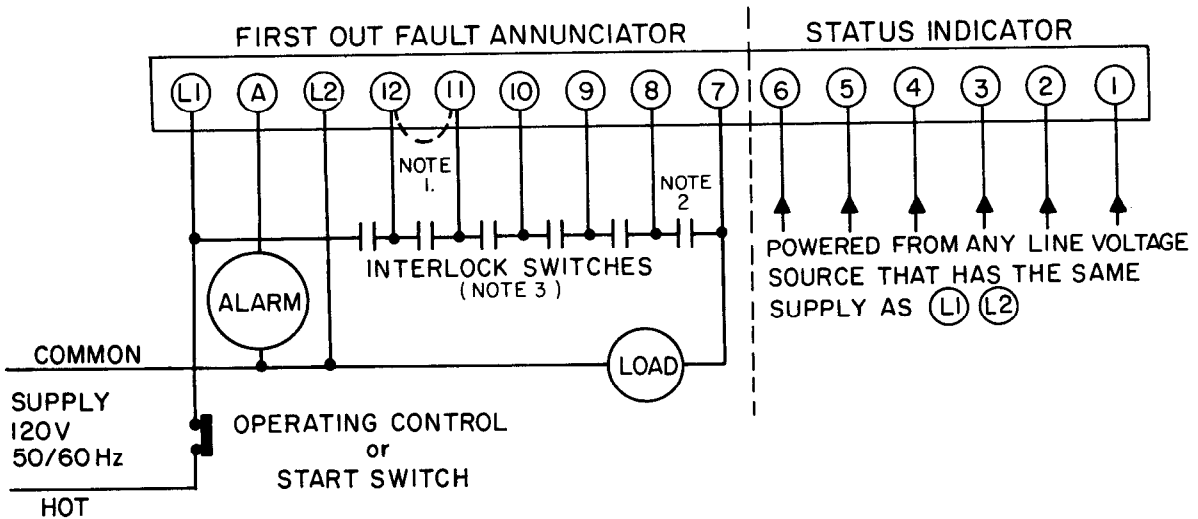 FIRST OUT FAULT ANNUNCIATOR
STATUS INDICATOR
L1 A L2 12 11 10 9 8 7 6 5 4 3 2 1
NOTE
1.
NOTE
2
INTERLOCK SWITCHES
(NOTE 3)
POWERED FROM ANY LINE VOLTAGE
SOURCE THAT HAS THE SAME
SUPPLY AS L1 L2
ALARM
LOAD
COMMON
SUPPLY
120V
50/60 Hz
OPERATING CONTROL
or
START SWITCH
HOT